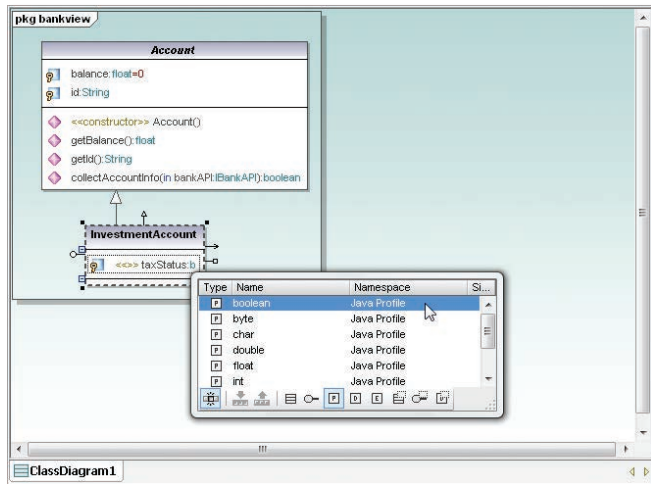 pkg bankview
Account
balance:float=0
id:String
<<constructor>> Account()
getBalance():float
getId():String
collectAccountInfo(in bankAPI:IBankAPI):boolean
InvestmentAccount
<<>> taxStatus:b
Type Name Namespace Si...
P boolean Java Profile
P byte Java Profile
P char Java Profile
P double Java Profile
P float Java Profile
P int Java Profile
P D E
ClassDiagram1